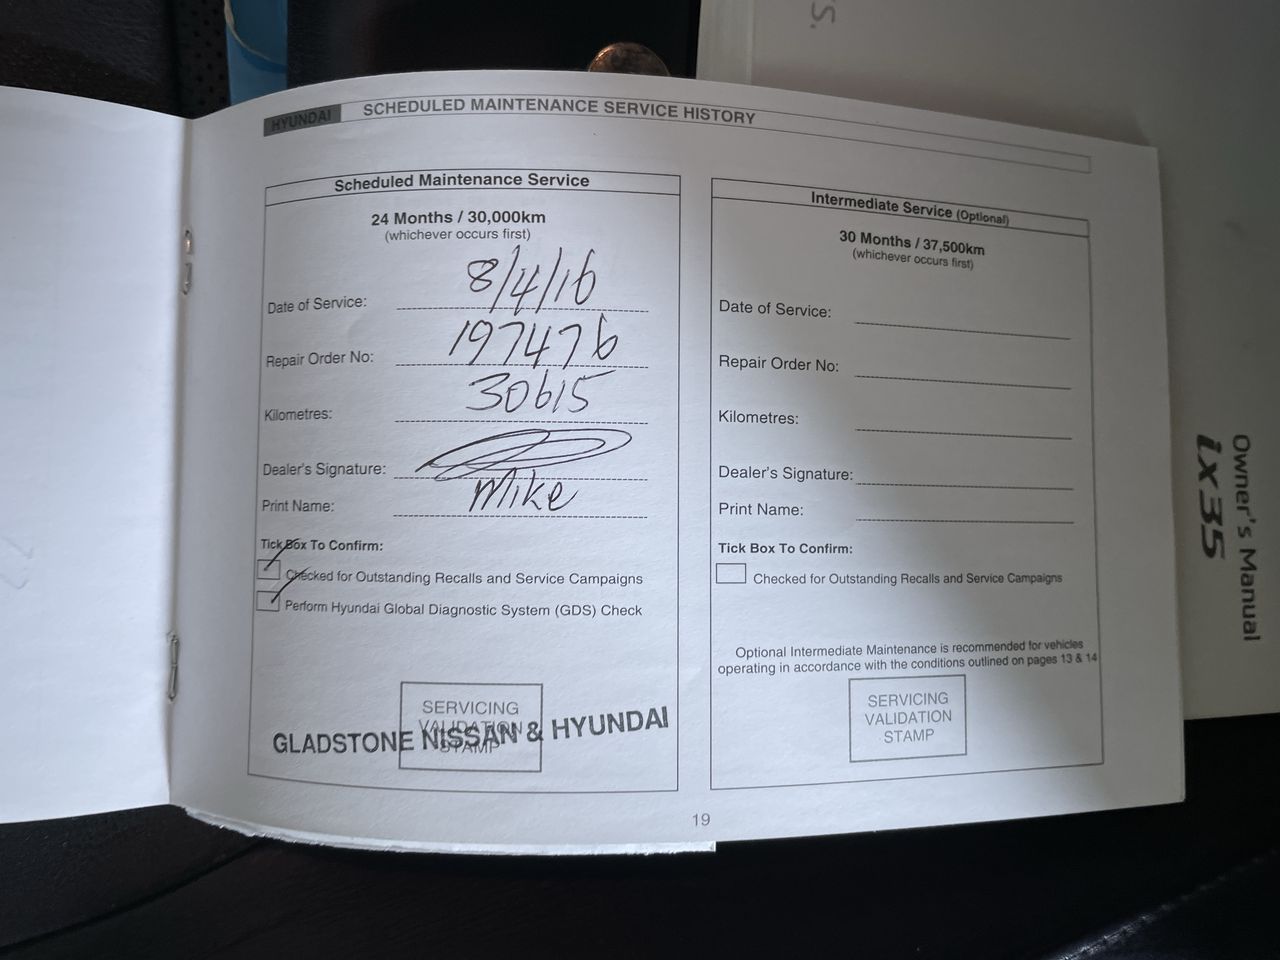 S.
HYUNDAI SCHEDULED MAINTENANCE SERVICE HISTORY
Scheduled Maintenance Service
24 Months / 30,000km
(whichever occurs first)
Date of Service: 8/4/16
Repair Order No: 197476
Kilometres: 30615
Dealer's Signature:
Print Name: Mike
Tick Box To Confirm:
Checked for Outstanding Recalls and Service Campaigns
Perform Hyundai Global Diagnostic System (GDS) Check
SERVICING
VALIDATION
STAMP
GLADSTONE NISSAN & HYUNDAI
Intermediate Service (Optional)
30 Months / 37,500km
(whichever occurs first)
Date of Service:
Repair Order No:
Kilometres:
Dealer's Signature:
Print Name:
Tick Box To Confirm:
Checked for Outstanding Recalls and Service Campaigns
Optional Intermediate Maintenance is recommended for vehicles
operating in accordance with the conditions outlined on pages 13 & 14
SERVICING
VALIDATION
STAMP
19
Owner's Manual
ix35